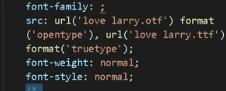 font-family: ;
src: url('love larry.otf') format
('opentype'), url('love larry.ttf')
format('truetype');
font-weight: normal;
font-style: normal;
/*